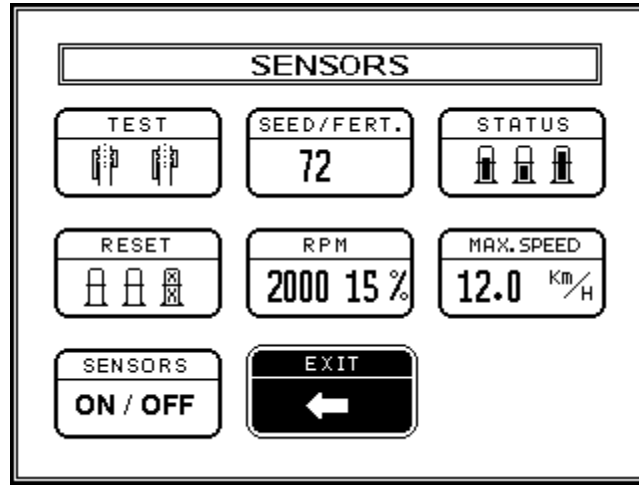 SENSORS
TEST
SEED/FERT.
72
STATUS
RESET
RPM
2000 15 %
MAX.SPEED
12.0 Km/H
SENSORS
ON / OFF
EXIT